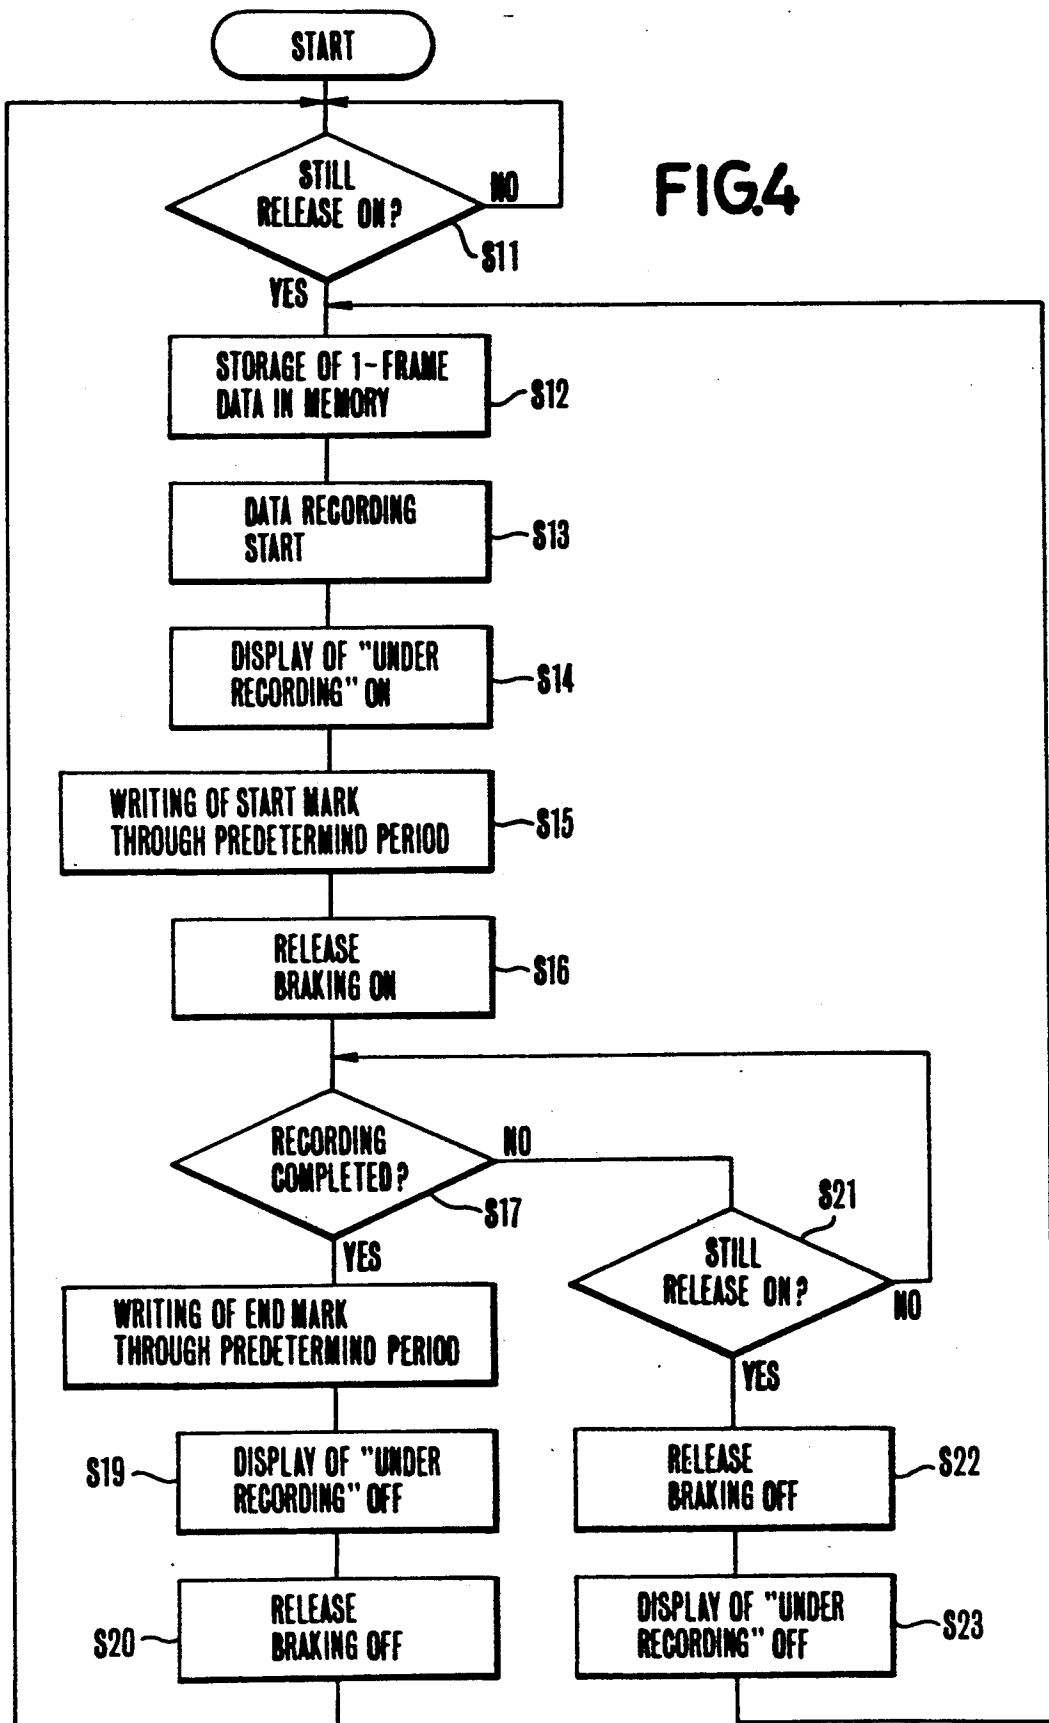 START
FIG.4
STILL
RELEASE ON?
NO
S11
YES
STORAGE OF 1-FRAME
DATA IN MEMORY
S12
DATA RECORDING
START
S13
DISPLAY OF "UNDER
RECORDING" ON
S14
WRITING OF START MARK
THROUGH PREDETERMIND PERIOD
S15
RELEASE
BRAKING ON
S16
RECORDING
COMPLETED?
NO
S17
YES
S21
STILL
RELEASE ON?
NO
YES
WRITING OF END MARK
THROUGH PREDETERMIND PERIOD
S19
DISPLAY OF "UNDER
RECORDING" OFF
RELEASE
BRAKING OFF
S22
S20
RELEASE
BRAKING OFF
DISPLAY OF "UNDER
RECORDING" OFF
S23